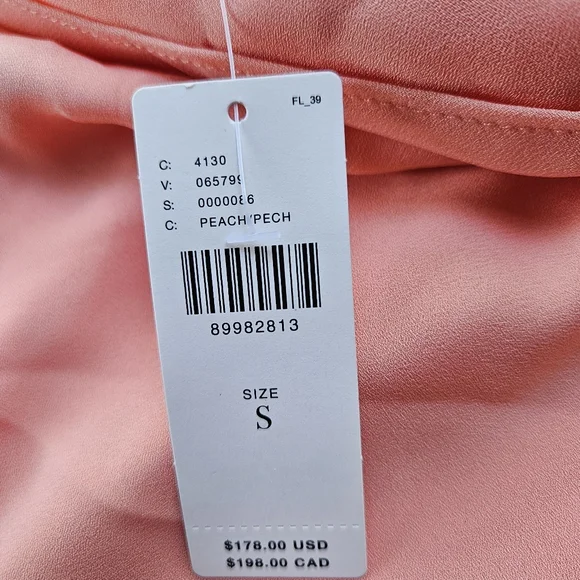 FL_39
C: 4130
V: 065799
S: 0000086
C: PEACH/PECH
89982813
SIZE
S
$178.00 USD
$198.00 CAD